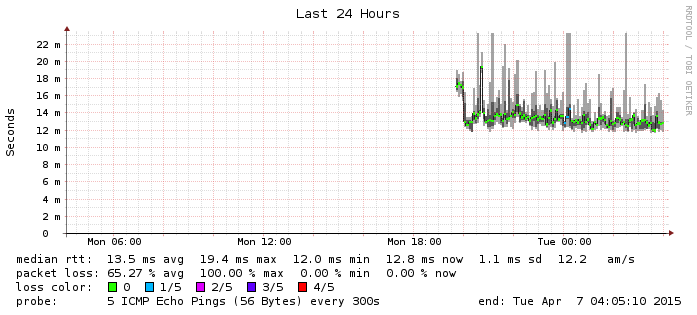 Last 24 Hours
RRDTOOL / TOBI OETIKER
Seconds
22 m
20 m
18 m
16 m
14 m
12 m
10 m
8 m
6 m
4 m
2 m
0
Mon 06:00 Mon 12:00 Mon 18:00 Tue 00:00
median rtt: 13.5 ms avg 19.4 ms max 12.0 ms min 12.8 ms now 1.1 ms sd 12.2 am/s
packet loss: 65.27 % avg 100.00 % max 0.00 % min 0.00 % now
loss color: 0 1/5 2/5 3/5 4/5
probe: 5 ICMP Echo Pings (56 Bytes) every 300s end: Tue Apr 7 04:05:10 2015